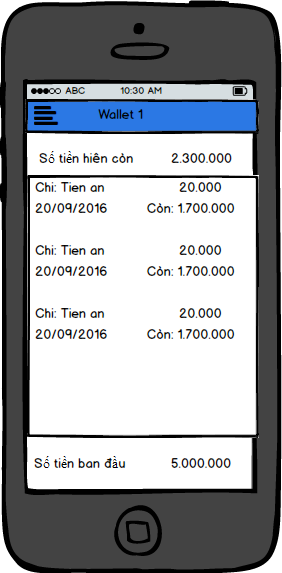 ABC 10:30 AM
Wallet 1
Số tiền hiên còn 2.300.000
Chi: Tien an 20.000
20/09/2016 Còn: 1.700.000
Chi: Tien an 20.000
20/09/2016 Còn: 1.700.000
Chi: Tien an 20.000
20/09/2016 Còn: 1.700.000
Số tiền ban đầu 5.000.000